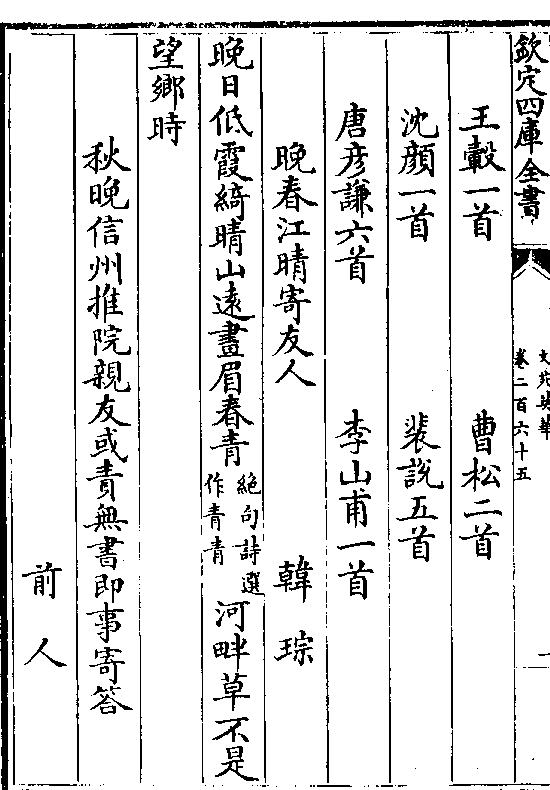 欽定四庫全書
文苑英華
卷二百六十五
一
王轂一首 曹松二首
沈顔一首 裴說五首
唐彦謙六首 李山甫一首
晚春江晴寄友人 韓琮
晚日低霞綺晴山遠畫眉春青絶句詩選作青青河畔草不是
望鄉時
秋晚信州推院親友或責無書即事寄答
前人